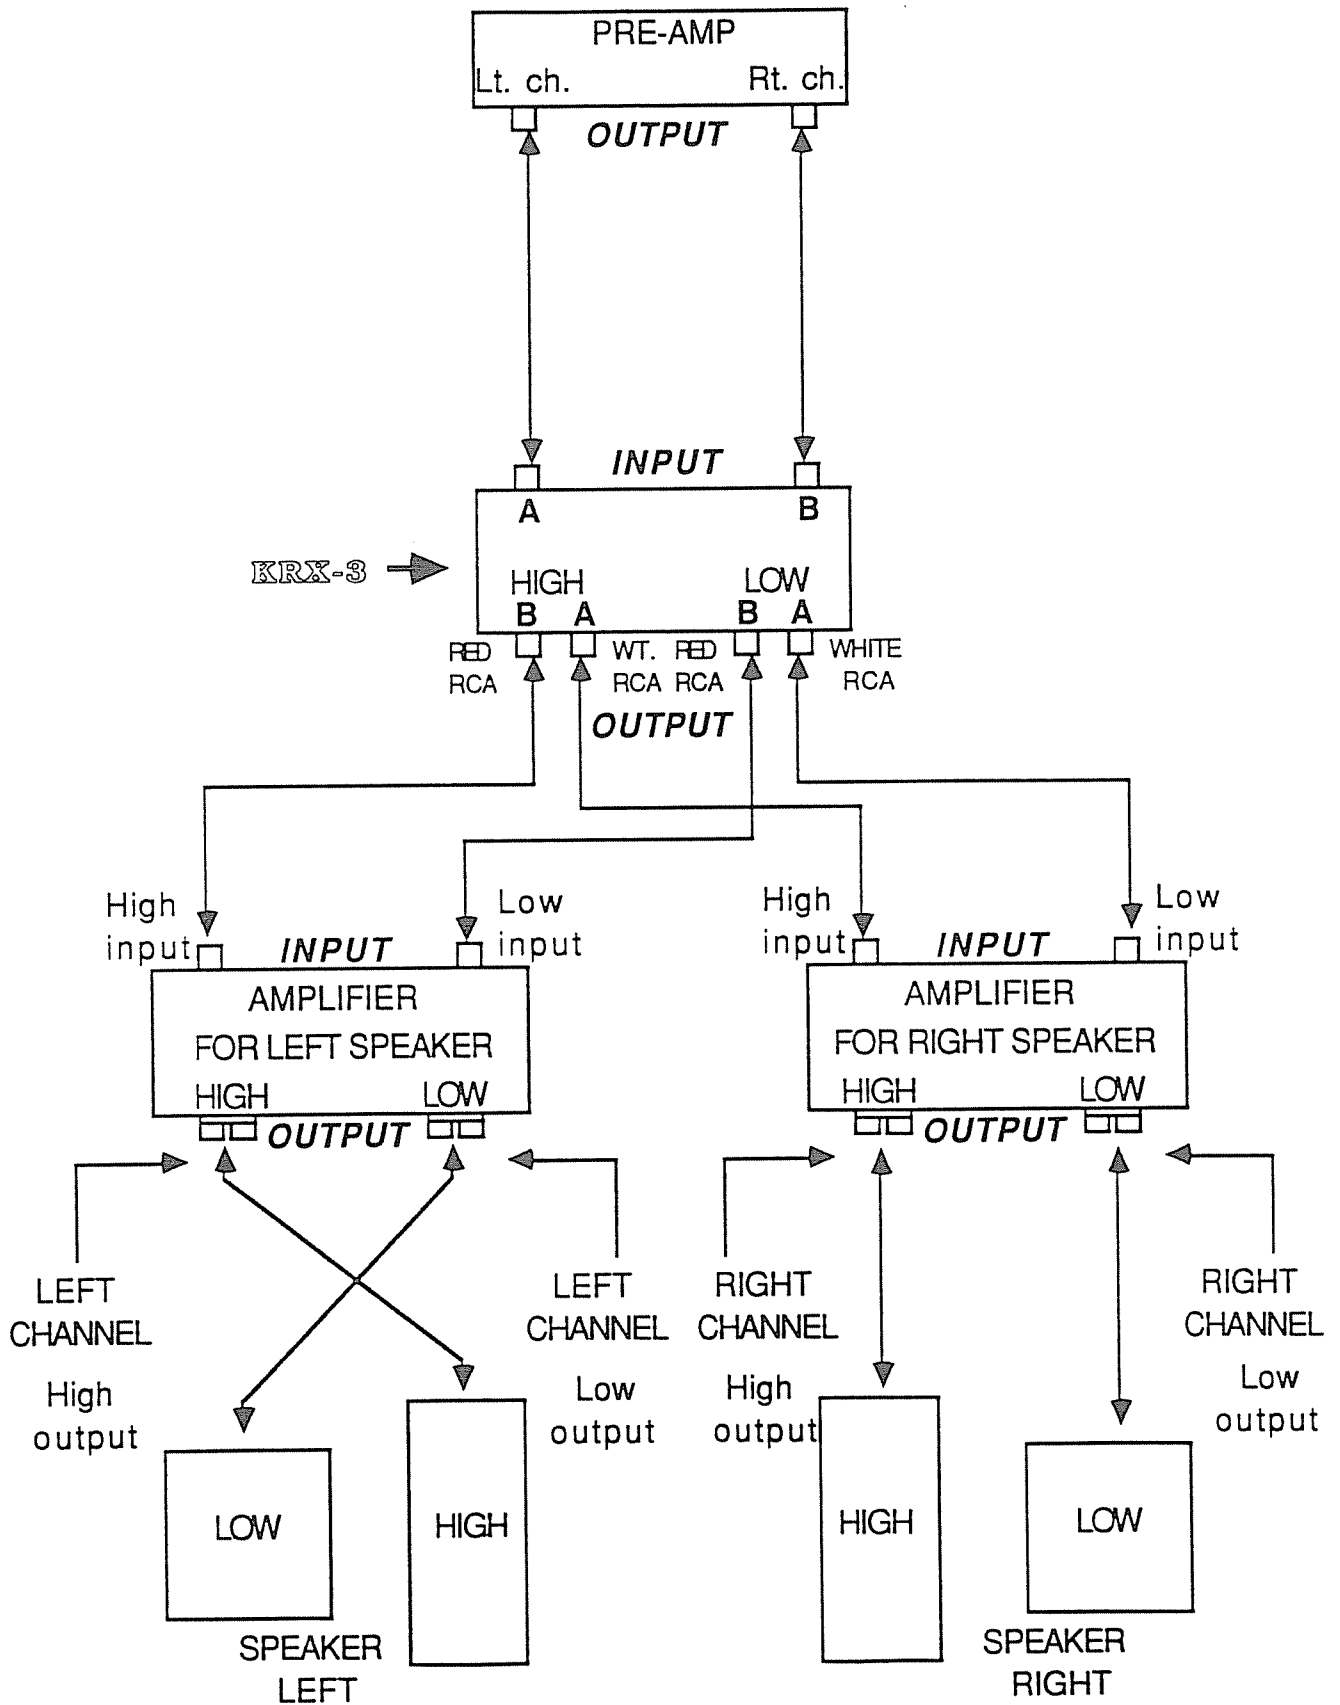 PRE-AMP
Lt. ch.
Rt. ch.
OUTPUT
INPUT
A
B
KRX-3
HIGH
LOW
B A
B A
RED
RCA
WT.
RCA
RED
RCA
WHITE
RCA
OUTPUT
High
input
INPUT
Low
input
AMPLIFIER
FOR LEFT SPEAKER
HIGH
LOW
OUTPUT
High
input
INPUT
Low
input
AMPLIFIER
FOR RIGHT SPEAKER
HIGH
LOW
OUTPUT
LEFT
CHANNEL
High
output
LEFT
CHANNEL
Low
output
RIGHT
CHANNEL
High
output
RIGHT
CHANNEL
Low
output
LOW
HIGH
SPEAKER
LEFT
HIGH
LOW
SPEAKER
RIGHT